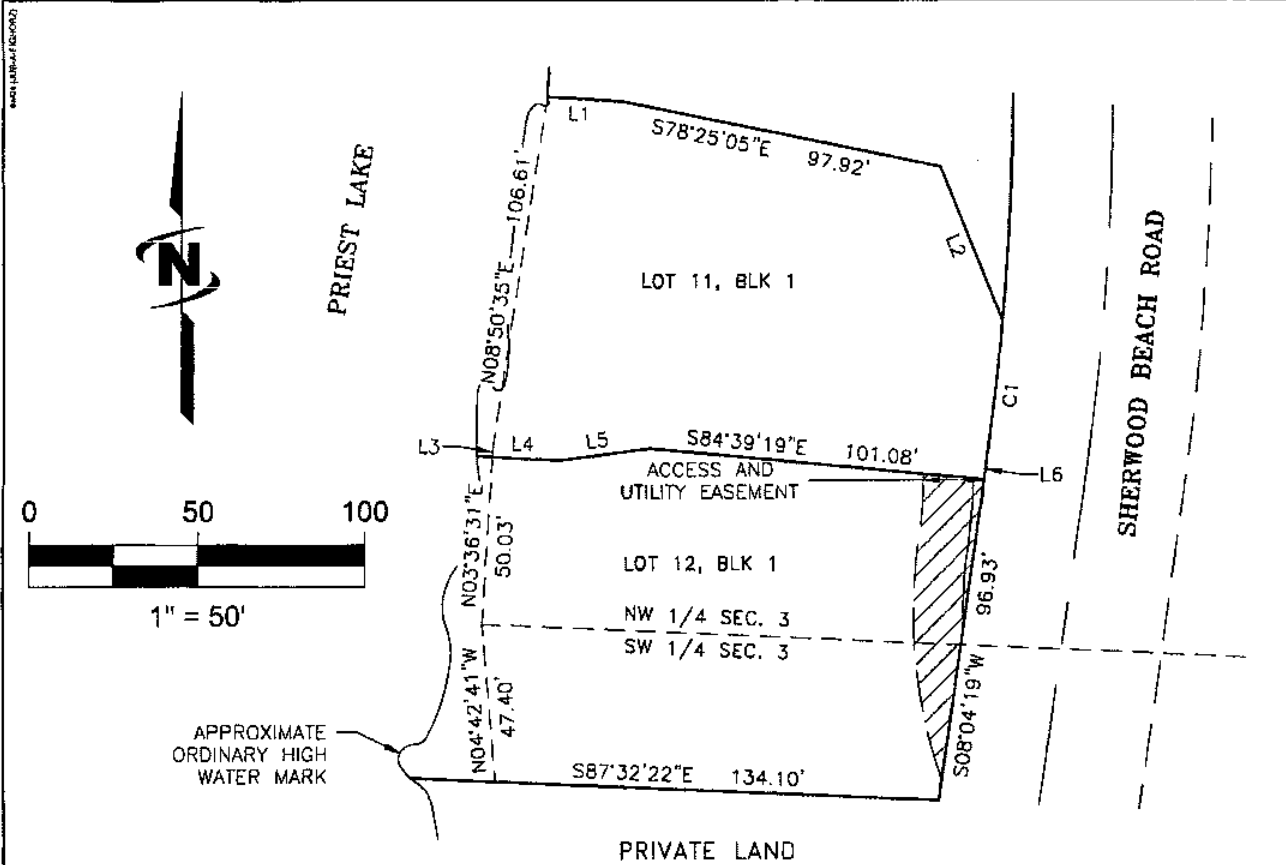 L1
S78°25'05"E 97.92'
PRIEST LAKE
N
N08°50'35"E 106.61'
L2
SHERWOOD BEACH ROAD
LOT 11, BLK 1
C1
L3
L4
L5
S84°39'19"E 101.08'
L6
ACCESS AND
UTILITY EASEMENT
0 50 100
1" = 50'
N03°36'31"E
50.03'
LOT 12, BLK 1
96.93'
NW 1/4 SEC. 3
SW 1/4 SEC. 3
N04°42'41"W
47.40'
S08°04'19"W
APPROXIMATE
ORDINARY HIGH
WATER MARK
S87°32'22"E 134.10'
PRIVATE LAND